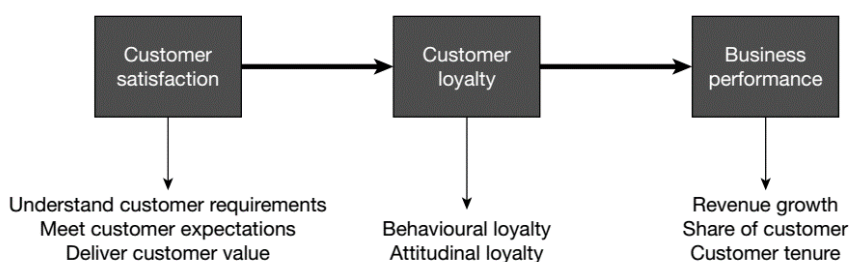 Customer
satisfaction
Customer
loyalty
Business
performance
Understand customer requirements
Meet customer expectations
Deliver customer value
Behavioural loyalty
Attitudinal loyalty
Revenue growth
Share of customer
Customer tenure